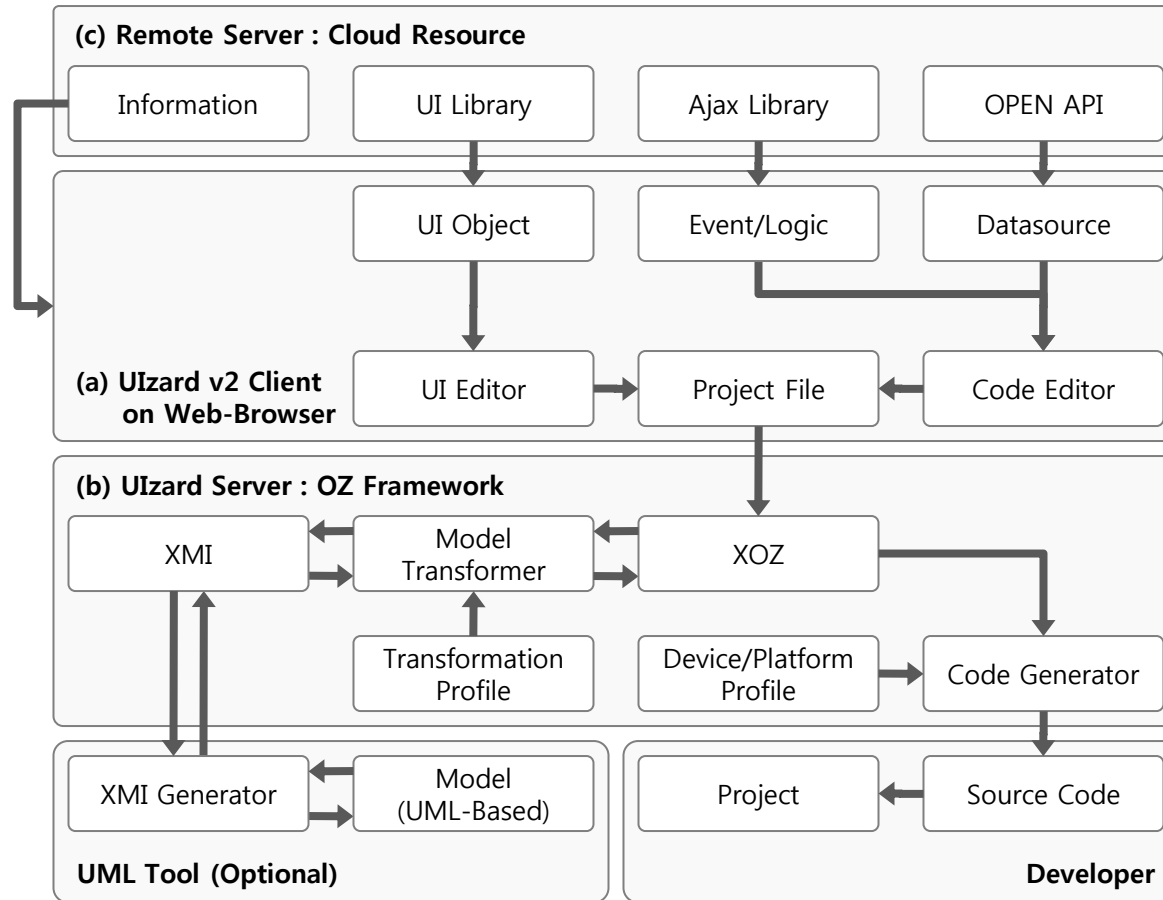 (c) Remote Server : Cloud Resource
Information
UI Library
Ajax Library
OPEN API
UI Object
Event/Logic
Datasource
(a) UIzard v2 Client
on Web-Browser
UI Editor
Project File
Code Editor
(b) UIzard Server : OZ Framework
XMI
Model
Transformer
XOZ
Transformation
Profile
Device/Platform
Profile
Code Generator
XMI Generator
Model
(UML-Based)
Project
Source Code
UML Tool (Optional)
Developer